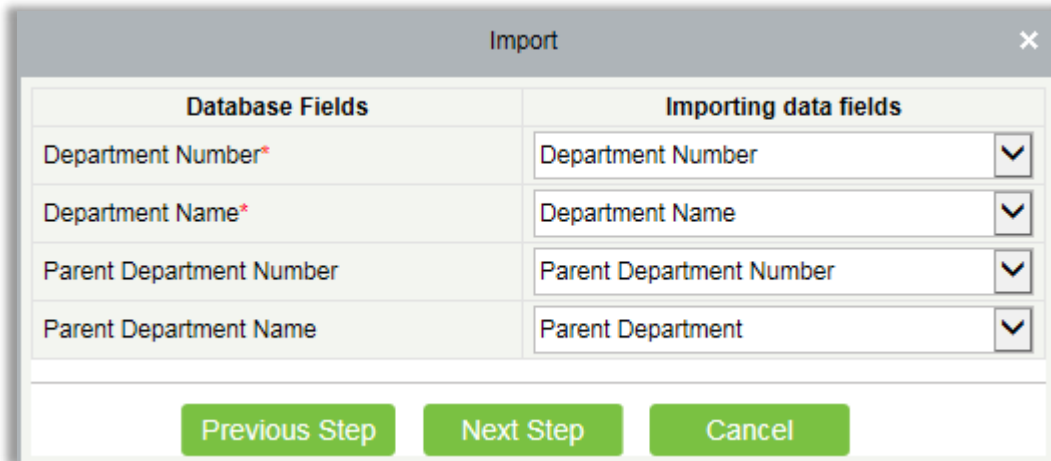 Import
Database Fields Importing data fields
Department Number* Department Number
Department Name* Department Name
Parent Department Number Parent Department Number
Parent Department Name Parent Department
Previous Step Next Step Cancel